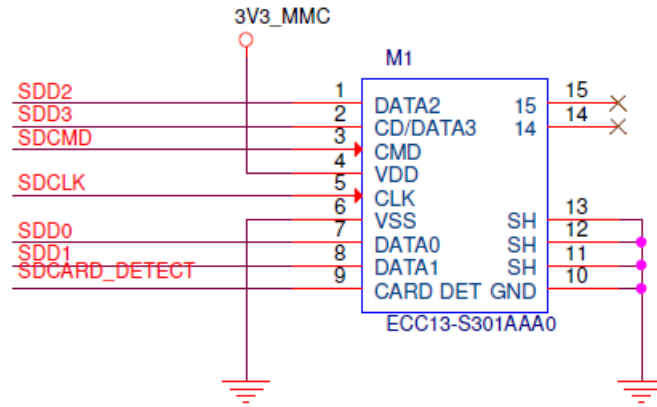 3V3_MMC
M1
SDD2 1 DATA2 15 15
SDD3 2 CD/DATA3 14 14
SDCMD 3 CMD
4 VDD
SDCLK 5 CLK
6 VSS SH 13
SDD0 7 DATA0 SH 12
SDD1 8 DATA1 SH 11
SDCARD_DETECT 9 CARD DET GND 10
ECC13-S301AAA0